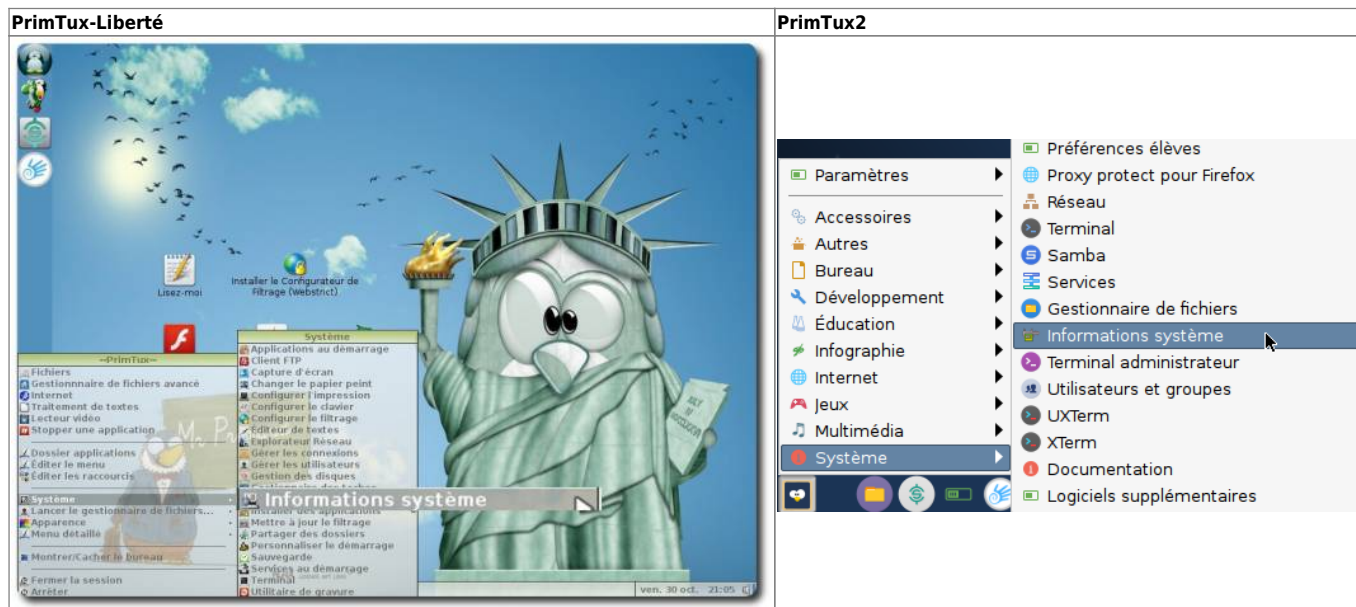 PrimTux-Liberté
PrimTux2
Lisez-moi
Installer le Configurateur de
Filtrage (Webstrict)
--PrimTux--
Fichiers
Gestionnnaire de fichiers avancé
Internet
Traitement de textes
Lecteur vidéo
Stopper une application
Dossier applications
Éditer le menu
Éditer les raccourcis
Système
Lancer le gestionnaire de fichiers...
Apparence
Menu détaillé
Montrer/Cacher le bureau
Fermer la session
Arrêter
Système
Applications au démarrage
Client FTP
Capture d'écran
Changer le papier peint
Configurer l'impression
Configurer le clavier
Configurer le filtrage
Éditeur de textes
Explorateur Réseau
Gérer les connexions
Gérer les utilisateurs
Gestion des disques
Informations système
Installer des applications
Mettre à jour le filtrage
Partager des dossiers
Personnaliser le démarrage
Sauvegarde
Services au démarrage
Terminal
Utilitaire de gravure
ven. 30 oct. 21:05
Paramètres
Accessoires
Autres
Bureau
Développement
Éducation
Infographie
Internet
Jeux
Multimédia
Système
Préférences élèves
Proxy protect pour Firefox
Réseau
Terminal
Samba
Services
Gestionnaire de fichiers
Informations système
Terminal administrateur
Utilisateurs et groupes
UXTerm
XTerm
Documentation
Logiciels supplémentaires